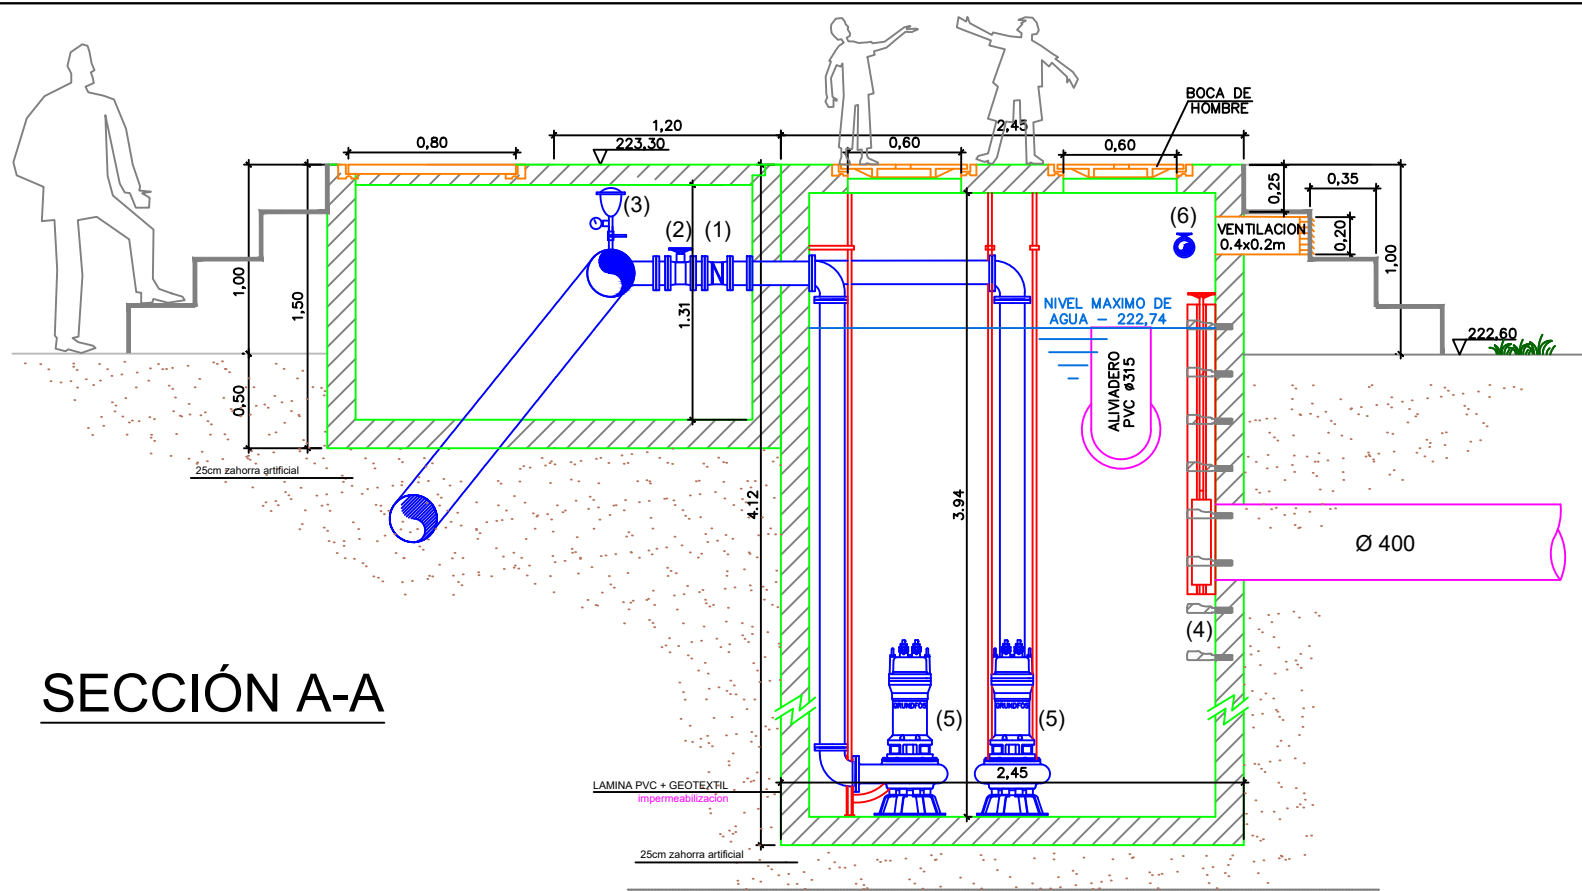 BOCA DE
HOMBRE
1,20
2,45
0,80
223.30
0,60
0,60
0,25
0,35
(3)
(2)
(1)
(6)
VENTILACION
0.4x0.2m
0,20
1,00
1,00
1,50
1.31
NIVEL MAXIMO DE
AGUA – 222,74
222,60
ALIVIADERO
PVC ø315
0,50
25cm zahorra artificial
4.12
3.94
Ø 400
(4)
SECCIÓN A-A
GRUNDFOS
GRUNDFOS
(5)
(5)
2,45
LAMINA PVC + GEOTEXTIL
impermeabilizacion
25cm zahorra artificial